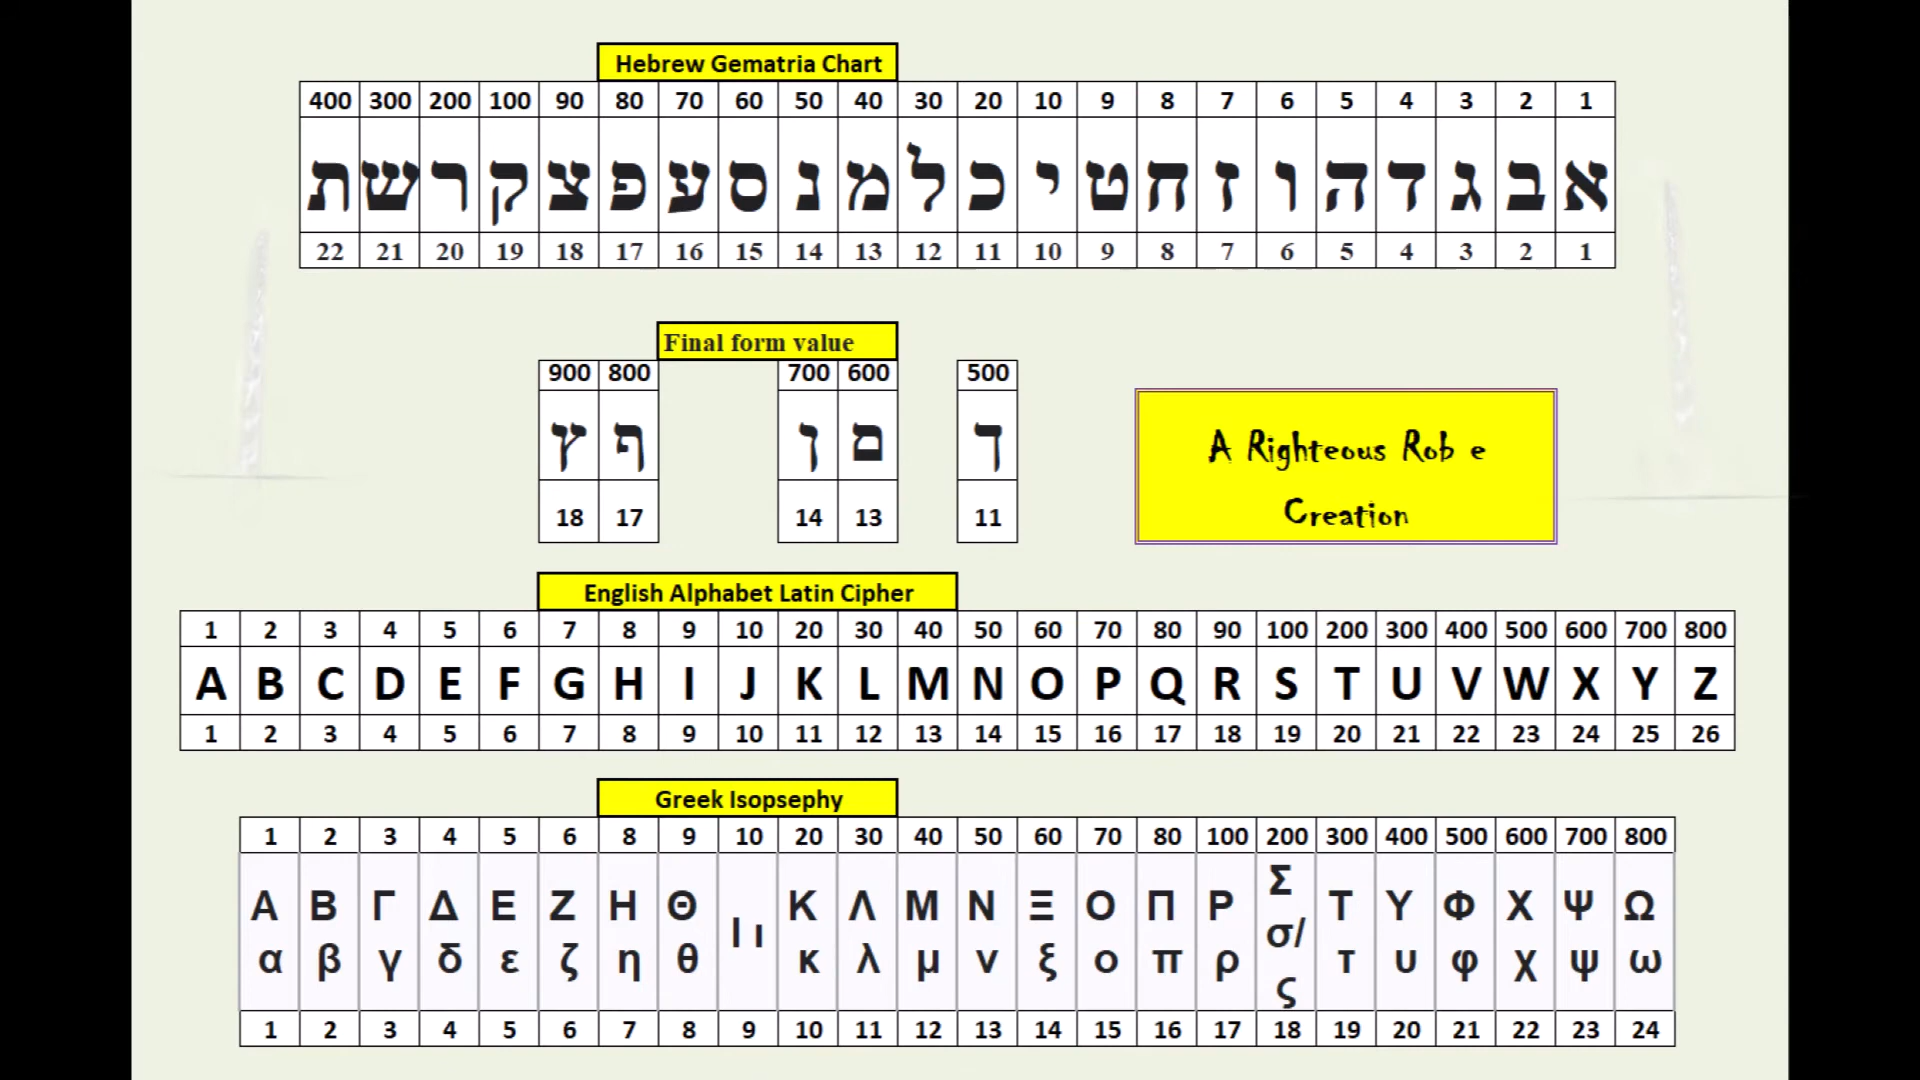 Hebrew Gematria Chart
400 300 200 100 90 80 70 60 50 40 30 20 10 9 8 7 6 5 4 3 2 1
א ב ג ד ה ו ז ח ט י כ ל מ נ ס ע פ צ ק ר ש ת
22 21 20 19 18 17 16 15 14 13 12 11 10 9 8 7 6 5 4 3 2 1
Final form value
900 800 700 600 500
ך ם ן ף ץ
18 17 14 13 11
A Righteous Rob e
Creation
English Alphabet Latin Cipher
1 2 3 4 5 6 7 8 9 10 20 30 40 50 60 70 80 90 100 200 300 400 500 600 700 800
A B C D E F G H I J K L M N O P Q R S T U V W X Y Z
1 2 3 4 5 6 7 8 9 10 11 12 13 14 15 16 17 18 19 20 21 22 23 24 25 26
Greek Isopsephy
1 2 3 4 5 6 8 9 10 20 30 40 50 60 70 80 100 200 300 400 500 600 700 800
Α Β Γ Δ Ε Ζ Η Θ Ι ι Κ Λ Μ Ν Ξ Ο Π Ρ Σ Τ Υ Φ Χ Ψ Ω
α β γ δ ε ζ η θ κ λ μ ν ξ ο π ρ σ/ς τ υ φ χ ψ ω
1 2 3 4 5 6 7 8 9 10 11 12 13 14 15 16 17 18 19 20 21 22 23 24